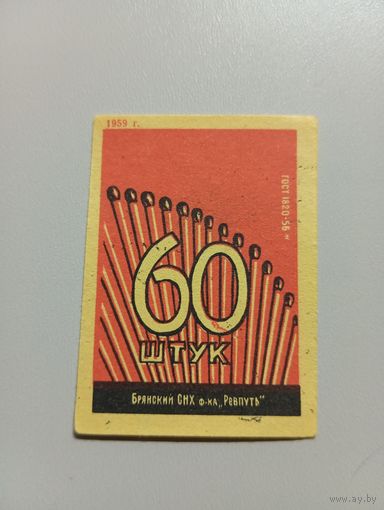 1959 г.
ГОСТ 1820-56 "
60
ШТУК
БРЯНСКИЙ СНХ Ф-КА „РЕВПУТЬ"
www.ay.by